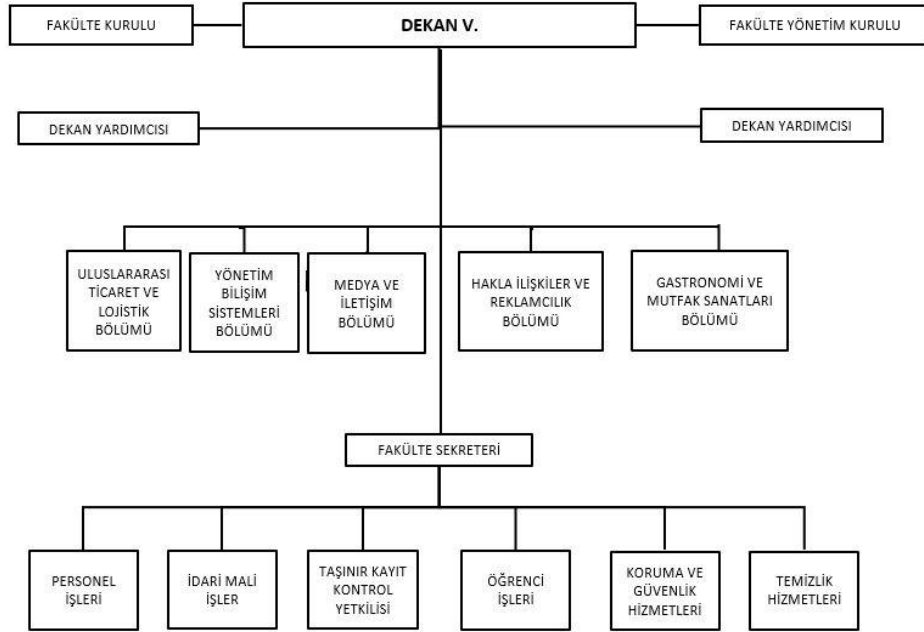 FAKÜLTE KURULU
DEKAN V.
FAKÜLTE YÖNETİM KURULU
DEKAN YARDIMCISI
DEKAN YARDIMCISI
ULUSLARARASI
TİCARET VE
LOJİSTİK
BÖLÜMÜ
YÖNETİM
BİLİŞİM
SİSTEMLERİ
BÖLÜMÜ
MEDYA VE
İLETİŞİM
BÖLÜMÜ
HAKLA İLİŞKİLER VE
REKLAMCILIK
BÖLÜMÜ
GASTRONOMİ VE
MUTFAK SANATLARI
BÖLÜMÜ
FAKÜLTE SEKRETERİ
PERSONEL
İŞLERİ
İDARİ MALİ
İŞLER
TAŞINIR KAYIT
KONTROL
YETKİLİSİ
ÖĞRENCİ
İŞLERİ
KORUMA VE
GÜVENLİK
HİZMETLERİ
TEMİZLİK
HİZMETLERİ